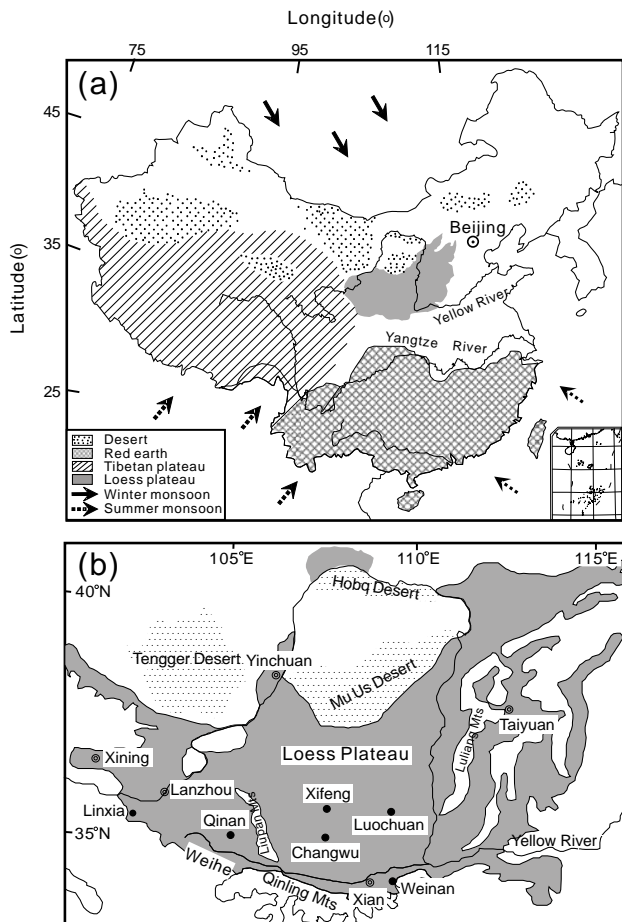 Longitude(o)
75 95 115
(a)
45
35
25
Latitude(o)
Beijing
Yellow River
Yangtze River
Desert
Red earth
Tibetan plateau
Loess plateau
Winter monsoon
Summer monsoon
105°E 110°E 115°E
(b)
40°N
35°N
Hobq Desert
Tengger Desert
Yinchuan
Mu Us Desert
Luliang Mts
Taiyuan
Xining
Loess Plateau
Lanzhou
Linxia
Qinan
Liupan Mts
Xifeng
Luochuan
Changwu
Yellow River
Weihe
Qinling Mts
Xian
Weinan